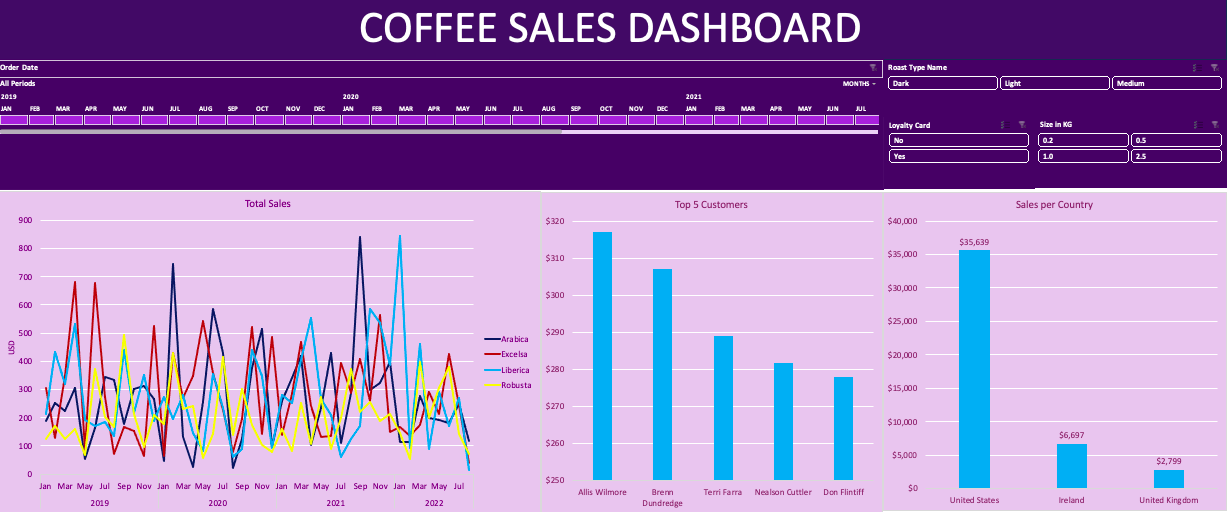 COFFEE SALES DASHBOARD
Order Date
All Periods MONTHS
2019 2020 2021
JAN FEB MAR APR MAY JUN JUL AUG SEP OCT NOV DEC JAN FEB MAR APR MAY JUN JUL AUG SEP OCT NOV DEC JAN FEB MAR APR MAY JUN JUL
Roast Type Name
Dark Light Medium
Loyalty Card
No
Yes
Size in KG
0.2 0.5
1.0 2.5
Total Sales
900
800
700
600
500
400
300
200
100
0
USD
Jan Mar May Jul Sep Nov Jan Mar May Jul Sep Nov Jan Mar May Jul Sep Nov Jan Mar May Jul
2019 2020 2021 2022
Arabica
Excelsa
Liberica
Robusta
Top 5 Customers
$320
$310
$300
$290
$280
$270
$260
$250
Allis Wilmore Brenn Dundredge Terri Farra Nealson Cuttler Don Flintiff
Sales per Country
$40,000
$35,000
$30,000
$25,000
$20,000
$15,000
$10,000
$5,000
$0
$35,639
$6,697
$2,799
United States Ireland United Kingdom